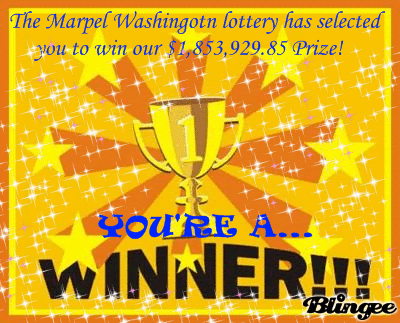 The Marpel Washingotn lottery has selected
you to win our $1,853,929.85 Prize!
1
YOU'RE A...
WINNER!!!
Blingee